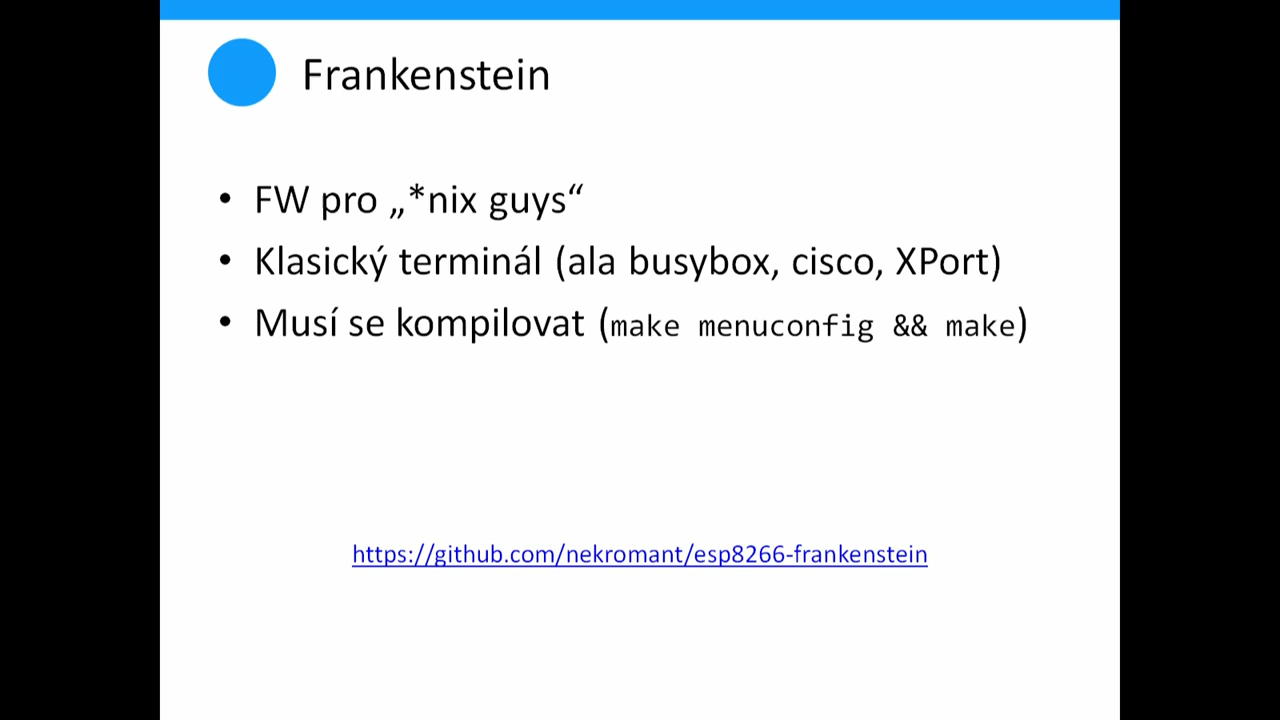 Frankenstein
• FW pro „*nix guys“
• Klasický terminál (ala busybox, cisco, XPort)
• Musí se kompilovat (make menuconfig && make)
https://github.com/nekromant/esp8266-frankenstein